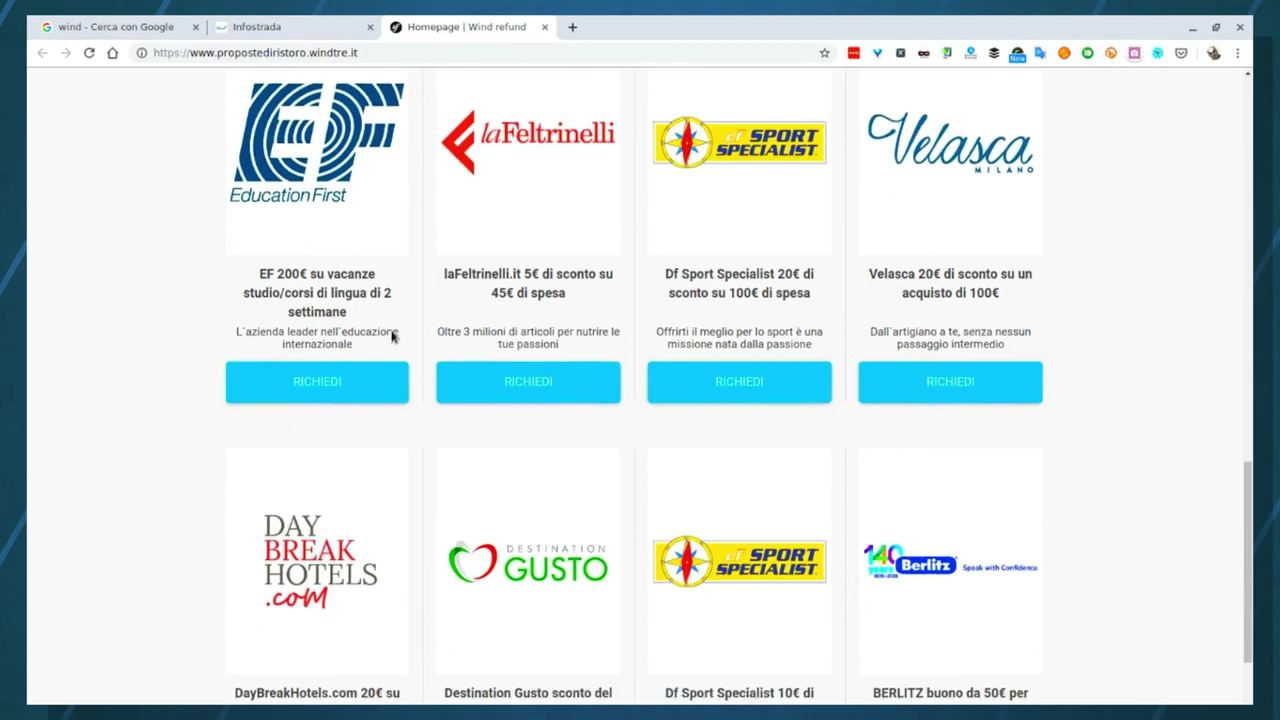 wind - Cerca con Google
Infostrada
Homepage | Wind refund
https://www.propostediristoro.windtre.it
New
EF
Education First
laFeltrinelli
df SPORT
SPECIALIST
Velasca
MILANO
EF 200€ su vacanze
studio/corsi di lingua di 2
settimane
L`azienda leader nell`educazione
internazionale
RICHIEDI
laFeltrinelli.it 5€ di sconto su
45€ di spesa
Oltre 3 milioni di articoli per nutrire le
tue passioni
RICHIEDI
Df Sport Specialist 20€ di
sconto su 100€ di spesa
Offrirti il meglio per lo sport è una
missione nata dalla passione
RICHIEDI
Velasca 20€ di sconto su un
acquisto di 100€
Dall`artigiano a te, senza nessun
passaggio intermedio
RICHIEDI
DAY
BREAK
HOTELS
.com
DESTINATION
GUSTO
df SPORT
SPECIALIST
140
years
1878-2018
Berlitz
Speak with Confidence
DayBreakHotels.com 20€ su
Destination Gusto sconto del
Df Sport Specialist 10€ di
BERLITZ buono da 50€ per